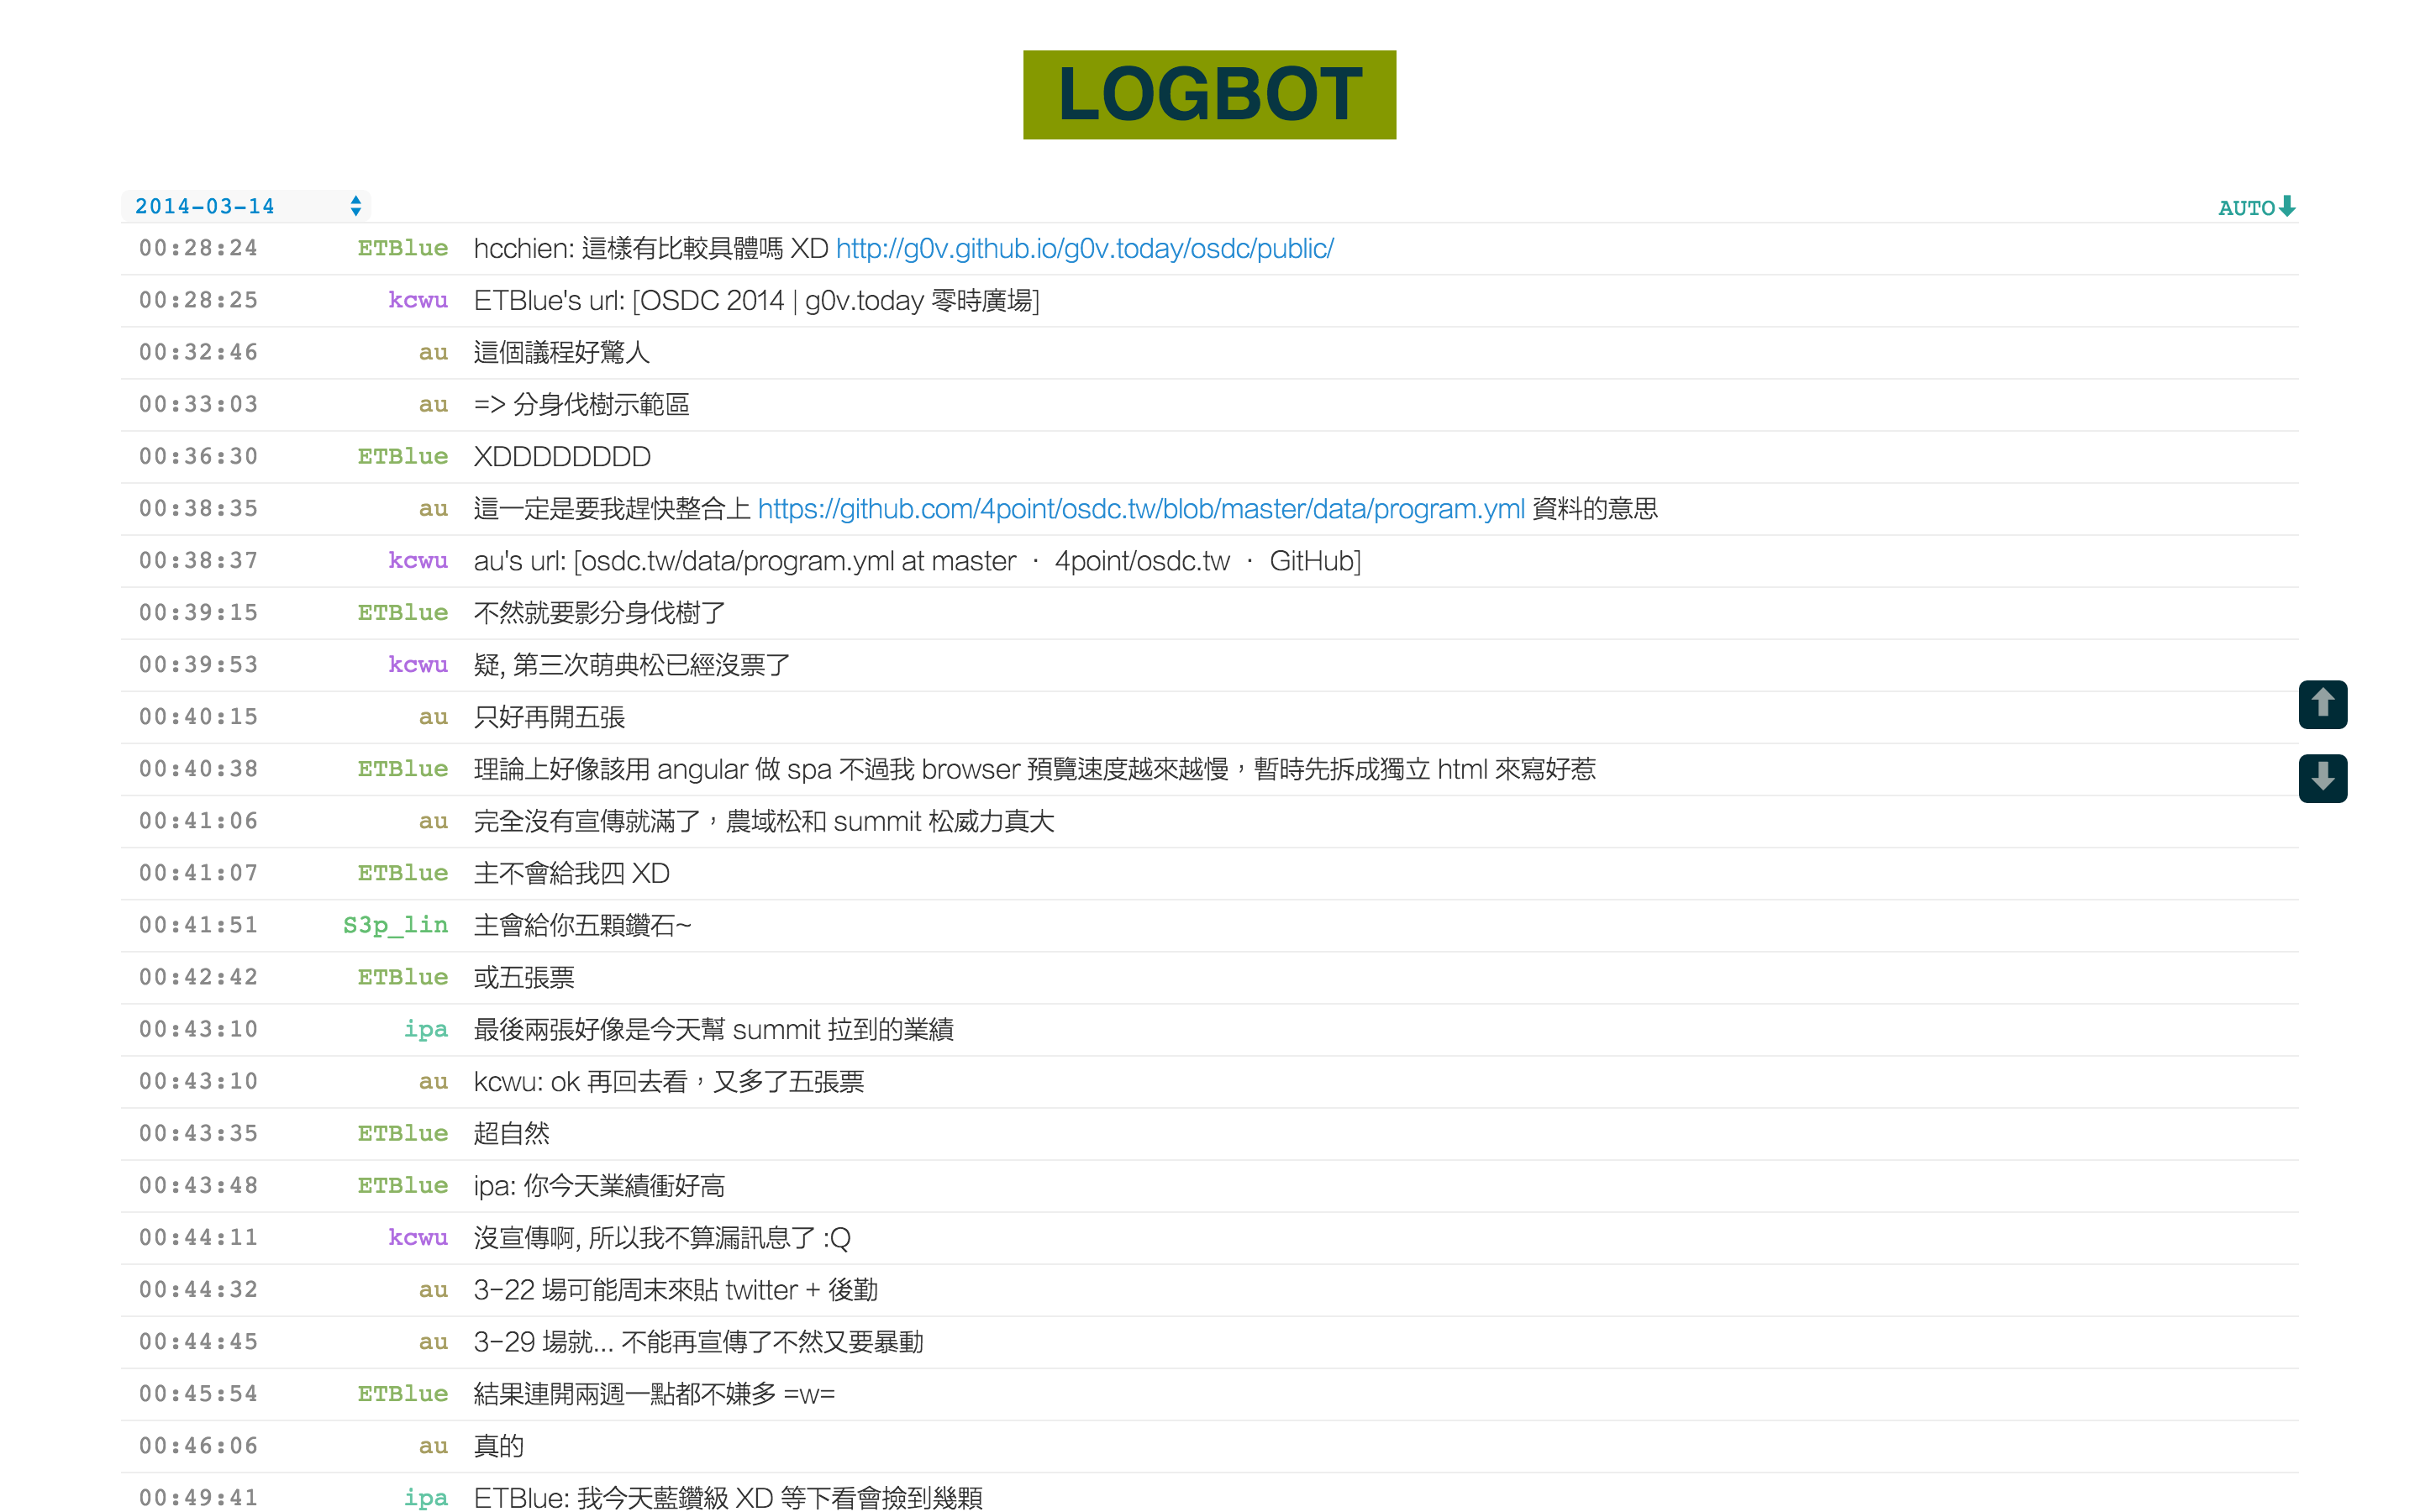 LOGBOT
2014-03-14 AUTO
00:28:24 ETBlue hcchien: 這樣有比較具體嗎 XD http://g0v.github.io/g0v.today/osdc/public/
00:28:25 kcwu ETBlue's url: [OSDC 2014 | g0v.today 零時廣場]
00:32:46 au 這個議程好驚人
00:33:03 au => 分身伐樹示範區
00:36:30 ETBlue XDDDDDDDD
00:38:35 au 這一定是要我趕快整合上 https://github.com/4point/osdc.tw/blob/master/data/program.yml 資料的意思
00:38:37 kcwu au's url: [osdc.tw/data/program.yml at master · 4point/osdc.tw · GitHub]
00:39:15 ETBlue 不然就要影分身伐樹了
00:39:53 kcwu 疑, 第三次萌典松已經沒票了
00:40:15 au 只好再開五張
00:40:38 ETBlue 理論上好像該用 angular 做 spa 不過我 browser 預覽速度越來越慢，暫時先拆成獨立 html 來寫好惹
00:41:06 au 完全沒有宣傳就滿了，農域松和 summit 松威力真大
00:41:07 ETBlue 主不會給我四 XD
00:41:51 S3p_lin 主會給你五顆鑽石~
00:42:42 ETBlue 或五張票
00:43:10 ipa 最後兩張好像是今天幫 summit 拉到的業績
00:43:10 au kcwu: ok 再回去看，又多了五張票
00:43:35 ETBlue 超自然
00:43:48 ETBlue ipa: 你今天業績衝好高
00:44:11 kcwu 沒宣傳啊, 所以我不算漏訊息了 :Q
00:44:32 au 3-22 場可能周末來貼 twitter + 後勤
00:44:45 au 3-29 場就... 不能再宣傳了不然又要暴動
00:45:54 ETBlue 結果連開兩週一點都不嫌多 =w=
00:46:06 au 真的
00:49:41 ipa ETBlue: 我今天藍鑽級 XD 等下看會撿到幾顆